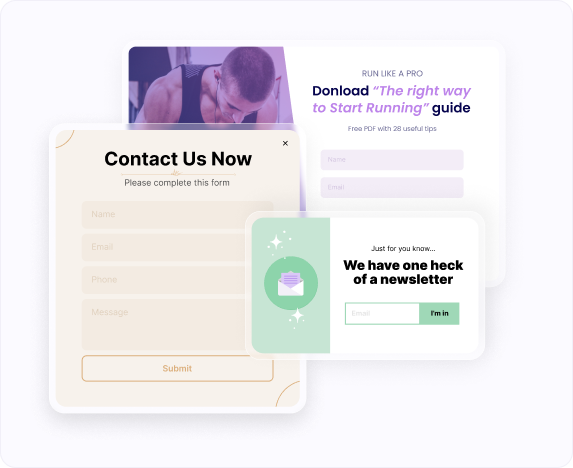 RUN LIKE A PRO
Donload “The right way
to Start Running” guide
Free PDF with 28 useful tips
Name
Email
Contact Us Now
Please complete this form
Name
Email
Phone
Message
Submit
Just for you know...
We have one heck
of a newsletter
Email
I'm in